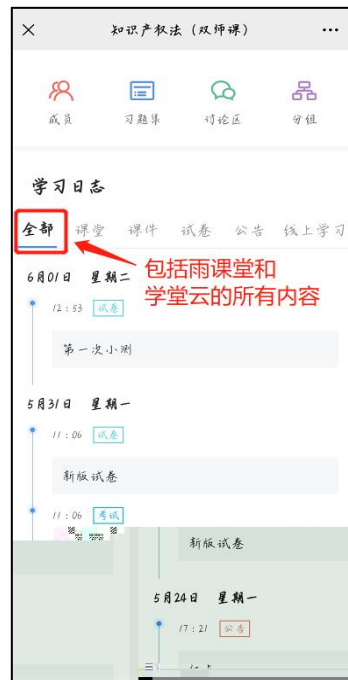 知识产权法（双师课）
成员 习题集 讨论区 分组
学习日志
全部 课堂 课件 试卷 公告 线上学习
包括雨课堂和
学堂云的所有内容
6月01日 星期二
12:53 试卷
第一次小测
5月31日 星期一
11:06 试卷
新版试卷
11:06 考试
新版试卷
5月24日 星期一
17:21 公告